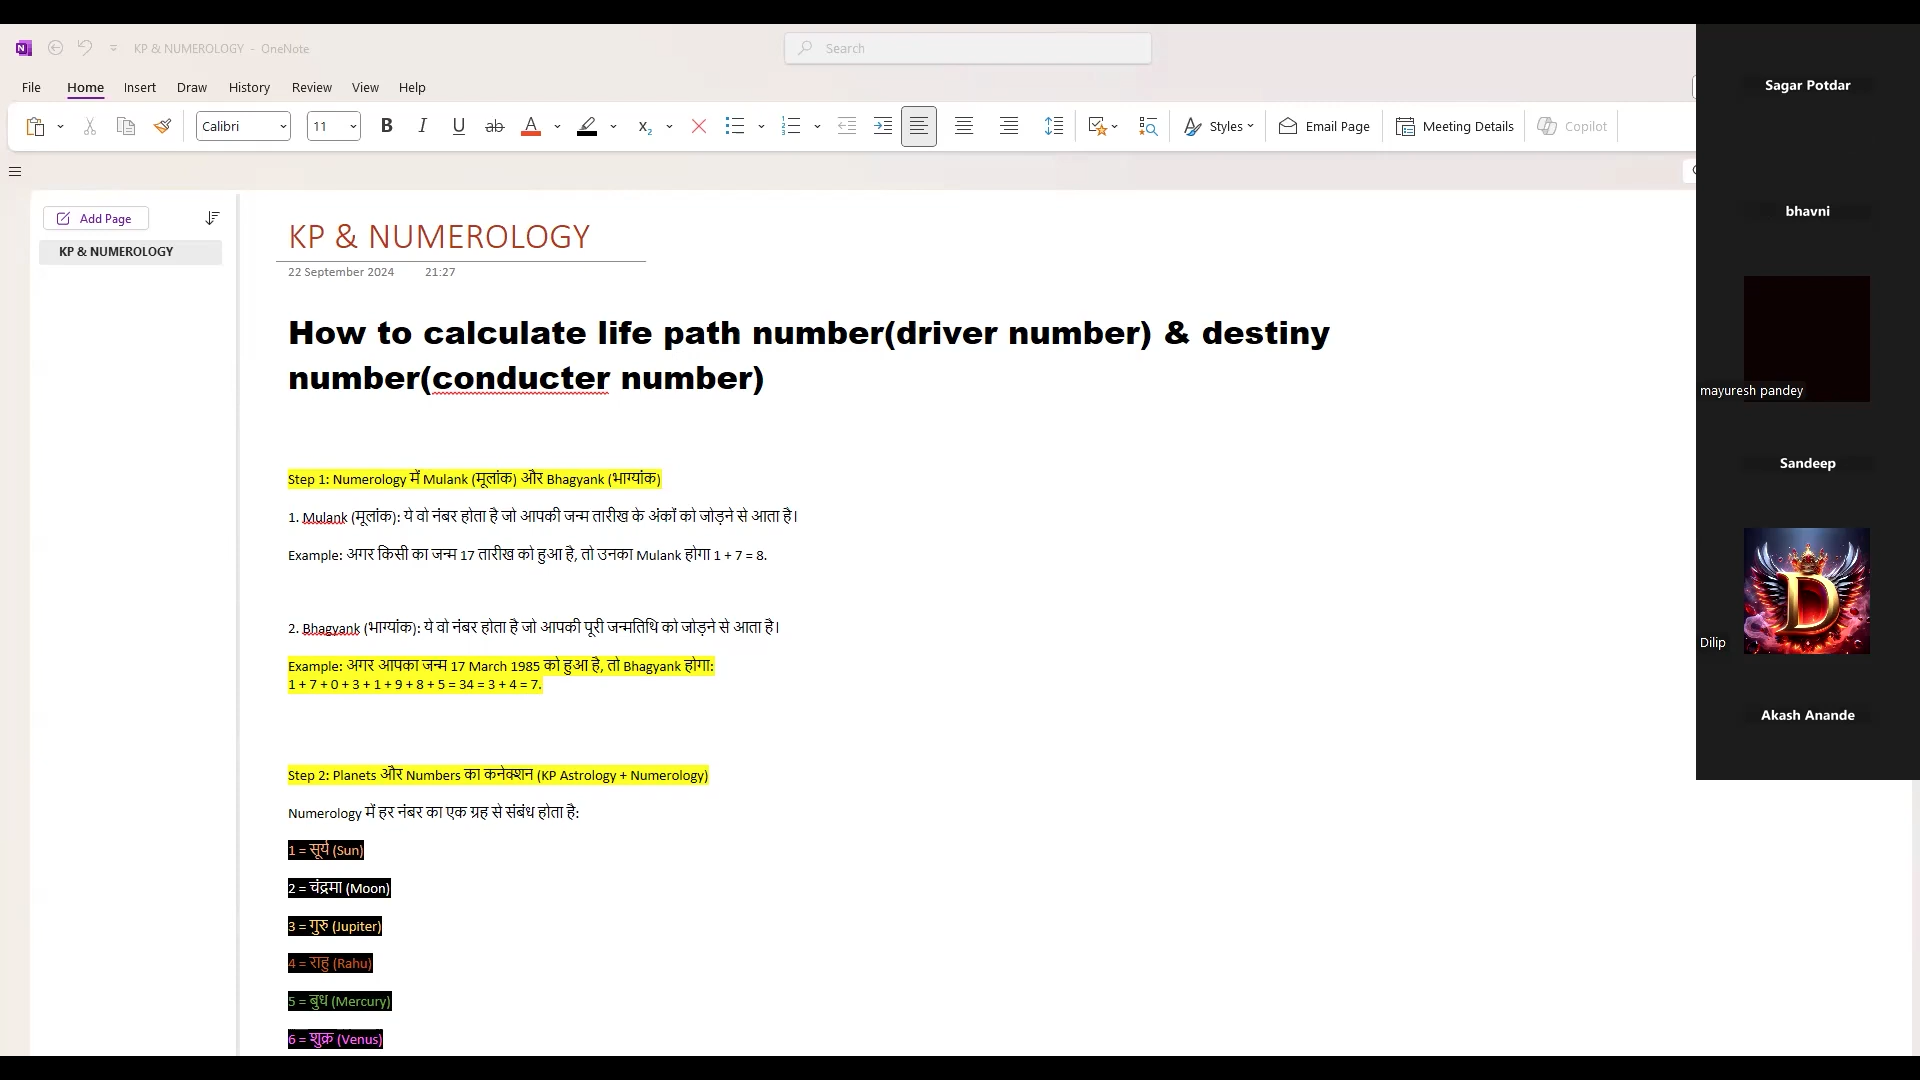 KP & NUMEROLOGY - OneNote
Search
File Home Insert Draw History Review View Help
Calibri 11 B I U ab A x₂ Styles Email Page Meeting Details Copilot
Add Page
KP & NUMEROLOGY
KP & NUMEROLOGY
22 September 2024 21:27
How to calculate life path number(driver number) & destiny
number(conducter number)
Step 1: Numerology में Mulank (मूलांक) और Bhagyank (भाग्यांक)
1. Mulank (मूलांक): ये वो नंबर होता है जो आपकी जन्म तारीख के अंकों को जोड़ने से आता है।
Example: अगर किसी का जन्म 17 तारीख को हुआ है, तो उनका Mulank होगा 1 + 7 = 8.
2. Bhagyank (भाग्यांक): ये वो नंबर होता है जो आपकी पूरी जन्मतिथि को जोड़ने से आता है।
Example: अगर आपका जन्म 17 March 1985 को हुआ है, तो Bhagyank होगा:
1 + 7 + 0 + 3 + 1 + 9 + 8 + 5 = 34 = 3 + 4 = 7.
Step 2: Planets और Numbers का कनेक्शन (KP Astrology + Numerology)
Numerology में हर नंबर का एक ग्रह से संबंध होता है:
1 = सूर्य (Sun)
2 = चंद्रमा (Moon)
3 = गुरु (Jupiter)
4 = राहु (Rahu)
5 = बुध (Mercury)
6 = शुक्र (Venus)
Sagar Potdar
bhavni
mayuresh pandey
Sandeep
D
Dilip
Akash Anande